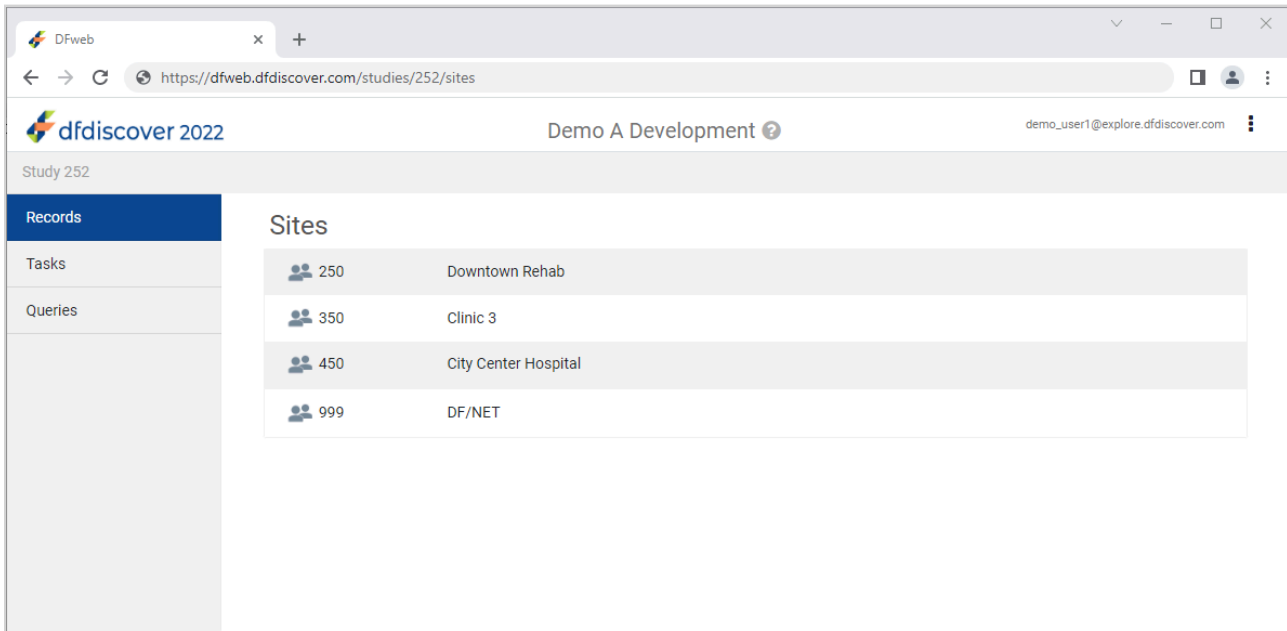 DFweb
https://dfweb.dfdiscover.com/studies/252/sites
dfdiscover 2022
Demo A Development
demo_user1@explore.dfdiscover.com
Study 252
Records
Tasks
Queries
Sites
250 Downtown Rehab
350 Clinic 3
450 City Center Hospital
999 DF/NET